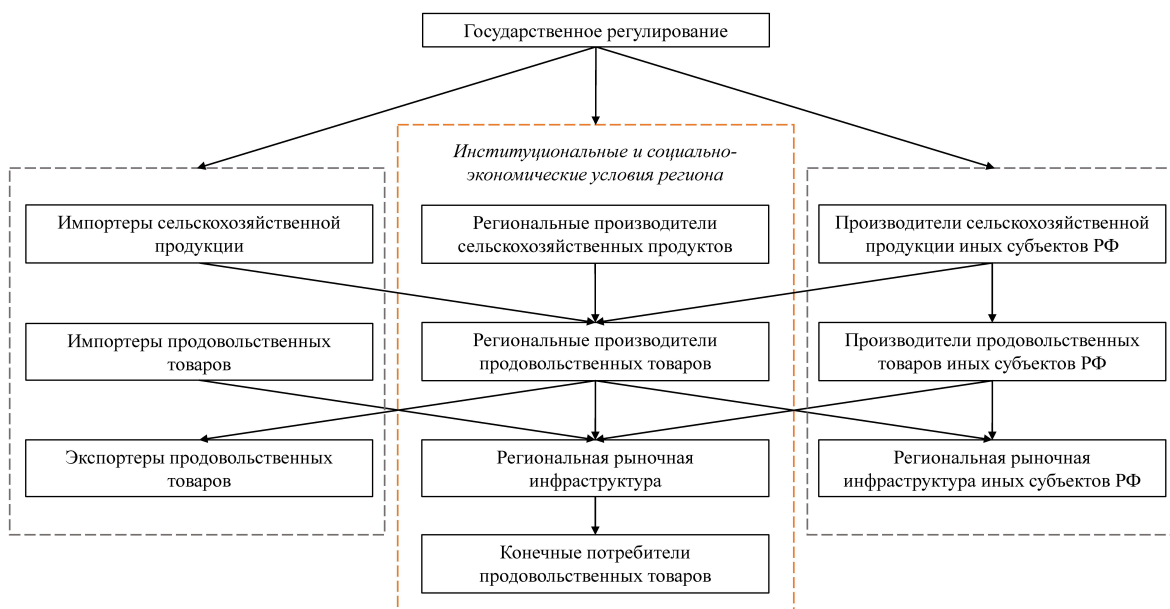 Государственное регулирование
Институциональные и социально-
экономические условия региона
Импортеры сельскохозяйственной
продукции
Региональные производители
сельскохозяйственных продуктов
Производители сельскохозяйственной
продукции иных субъектов РФ
Импортеры продовольственных
товаров
Региональные производители
продовольственных товаров
Производители продовольственных
товаров иных субъектов РФ
Экспортеры продовольственных
товаров
Региональная рыночная
инфраструктура
Региональная рыночная
инфраструктура иных субъектов РФ
Конечные потребители
продовольственных товаров